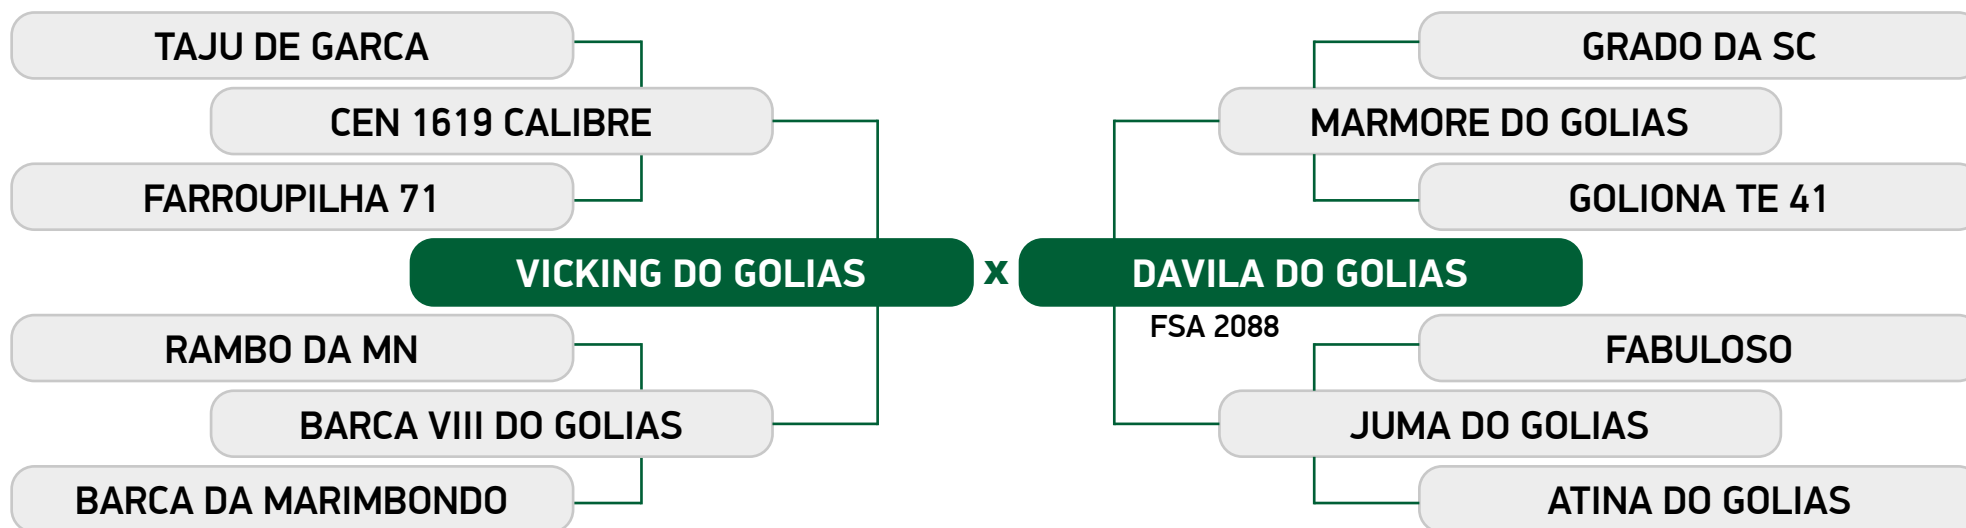 TAJU DE GARCA
CEN 1619 CALIBRE
FARROUPILHA 71
VICKING DO GOLIAS
RAMBO DA MN
BARCA VIII DO GOLIAS
BARCA DA MARIMBONDO
x
GRADO DA SC
MARMORE DO GOLIAS
GOLIONA TE 41
DAVILA DO GOLIAS
FSA 2088
FABULOSO
JUMA DO GOLIAS
ATINA DO GOLIAS